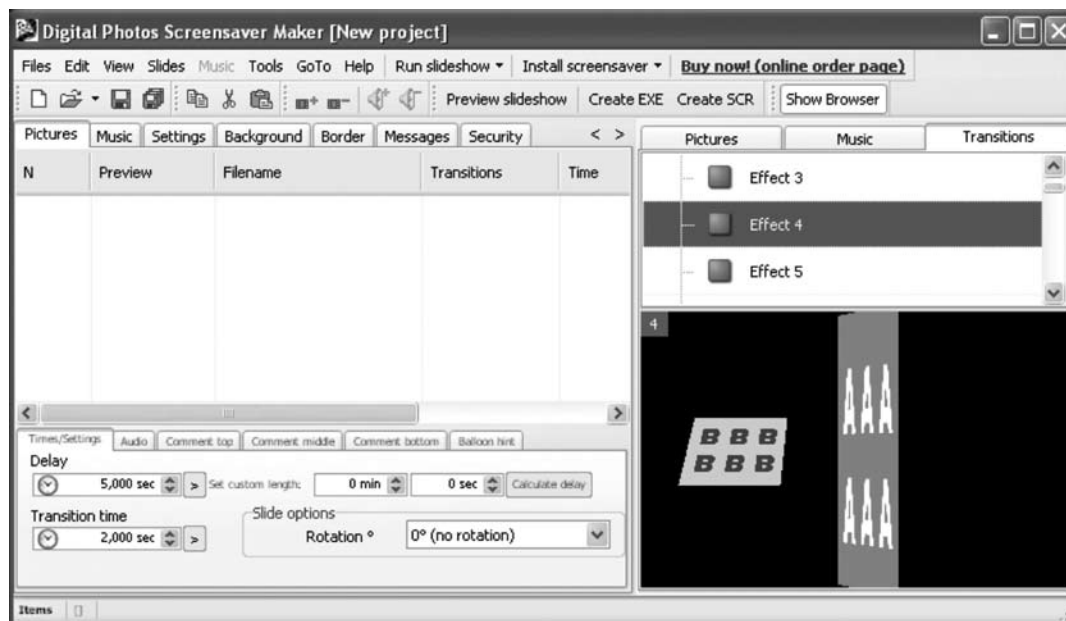 Digital Photos Screensaver Maker [New project]
Files Edit View Slides Music Tools GoTo Help Run slideshow Install screensaver Buy now! (online order page)
Preview slideshow Create EXE Create SCR Show Browser
Pictures Music Settings Background Border Messages Security < >
N Preview Filename Transitions Time
Times/Settings Audio Comment top Comment middle Comment bottom Balloon hint
Delay
5,000 sec > Set custom length: 0 min 0 sec Calculate delay
Transition time
2,000 sec >
Slide options
Rotation ° 0° (no rotation)
Items
Pictures Music Transitions
Effect 3
Effect 4
Effect 5
4
A A A
B B B
B B B
A A A